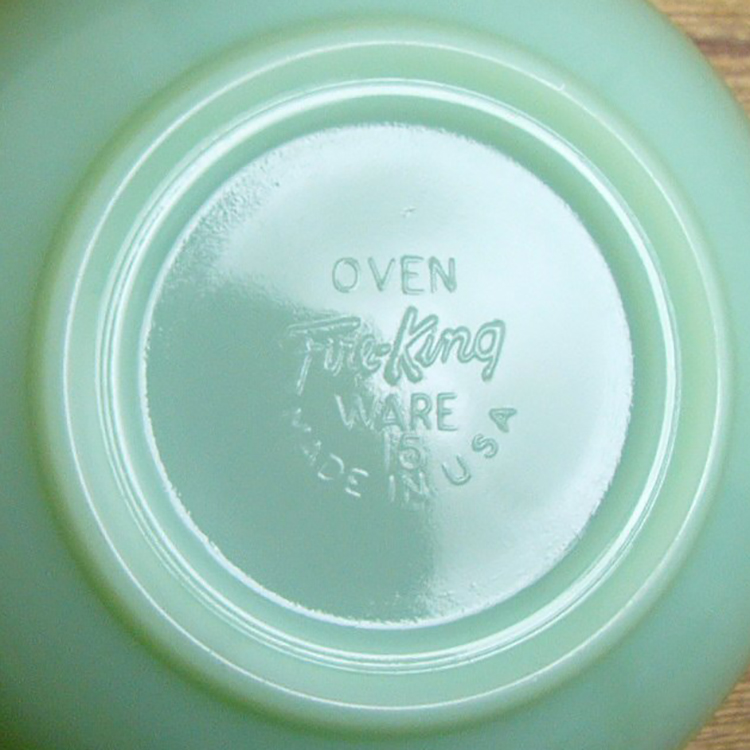 OVEN
Fire-King
WARE
15
MADE IN USA